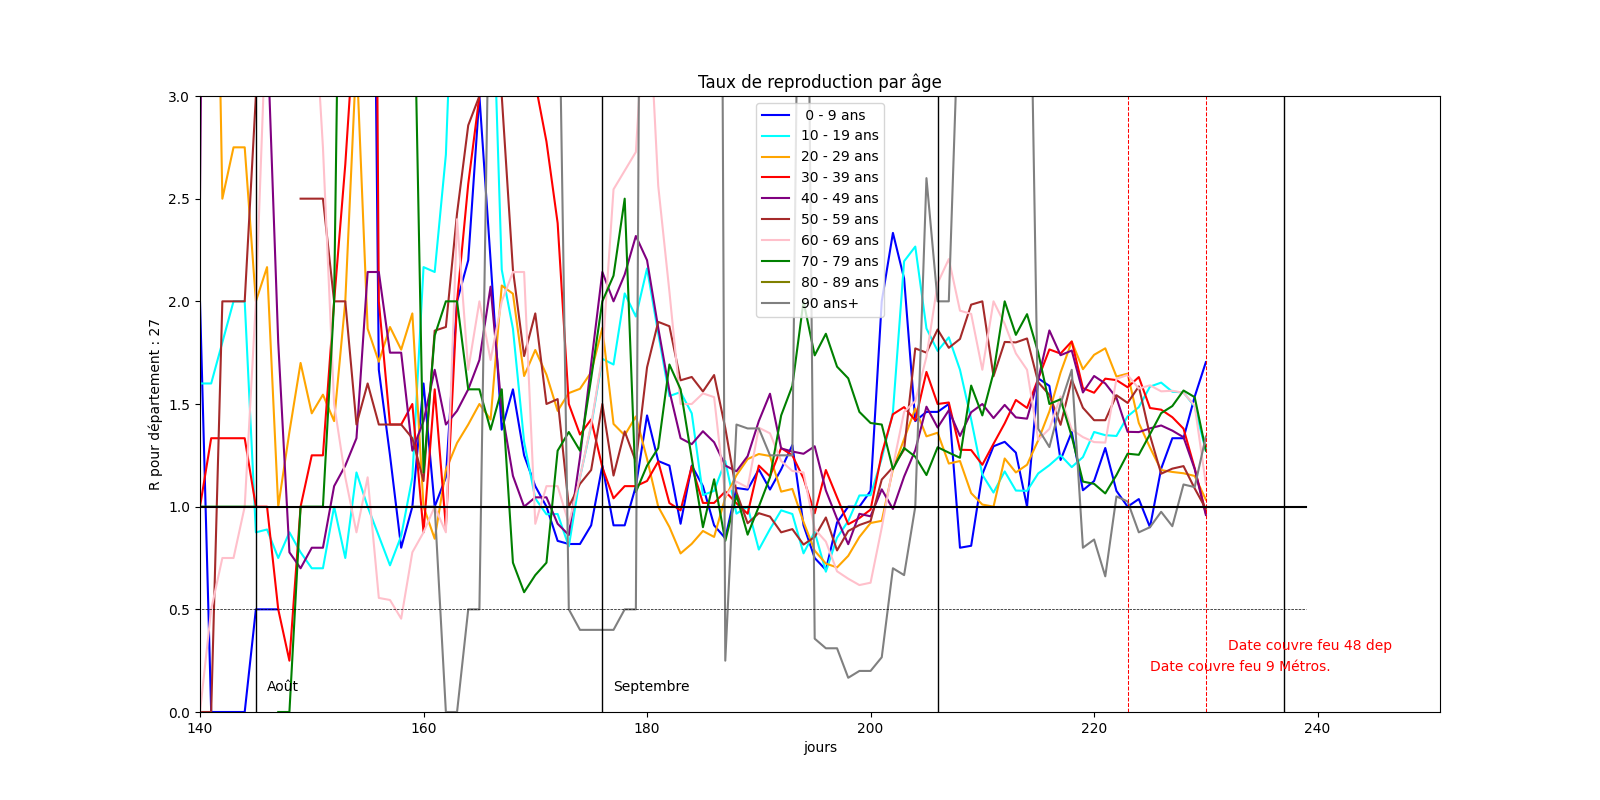 Taux de reproduction par âge
R pour département : 27
3.0
2.5
2.0
1.5
1.0
0.5
0.0
0 - 9 ans
10 - 19 ans
20 - 29 ans
30 - 39 ans
40 - 49 ans
50 - 59 ans
60 - 69 ans
70 - 79 ans
80 - 89 ans
90 ans+
Date couvre feu 48 dep
Date couvre feu 9 Métros.
Août
Septembre
140
160
180
200
220
240
jours